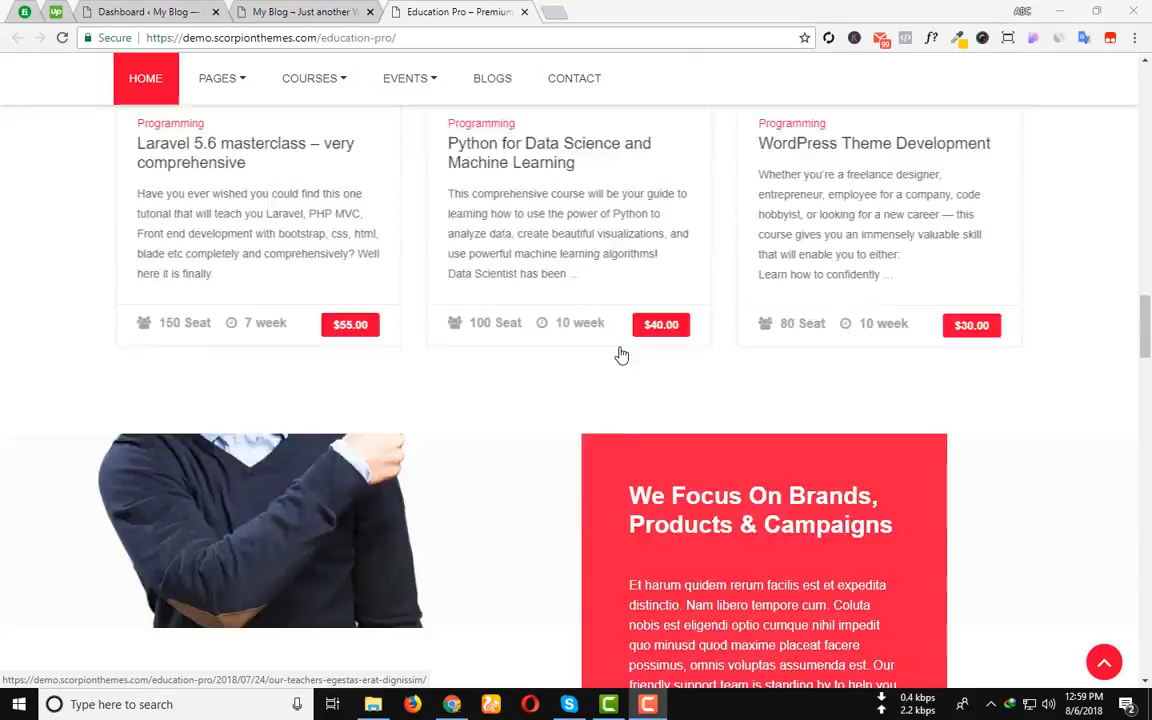 Dashboard ‹ My Blog —
My Blog – Just another W
Education Pro – Premium
ABC
Secure
https://demo.scorpionthemes.com/education-pro/
99
f?
HOME
PAGES
COURSES
EVENTS
BLOGS
CONTACT
Programming
Laravel 5.6 masterclass – very
comprehensive
Have you ever wished you could find this one
tutorial that will teach you Laravel, PHP MVC,
Front end development with bootstrap, css, html,
blade etc completely and comprehensively? Well
here it is finally.
150 Seat
7 week
$55.00
Programming
Python for Data Science and
Machine Learning
This comprehensive course will be your guide to
learning how to use the power of Python to
analyze data, create beautiful visualizations, and
use powerful machine learning algorithms!
Data Scientist has been ...
100 Seat
10 week
$40.00
Programming
WordPress Theme Development
Whether you're a freelance designer,
entrepreneur, employee for a company, code
hobbyist, or looking for a new career — this
course gives you an immensely valuable skill
that will enable you to either:
Learn how to confidently ...
80 Seat
10 week
$30.00
We Focus On Brands,
Products & Campaigns
Et harum quidem rerum facilis est et expedita
distinctio. Nam libero tempore cum. Coluta
nobis est eligendi optio cumque nihil impedit
quo minusd quod maxime placeat facere
possimus, omnis voluptas assumenda est. Our
friendly support team is standing by to help you
https://demo.scorpionthemes.com/education-pro/2018/07/24/our-teachers-egestas-erat-dignissim/
Type here to search
0.4 kbps
2.2 kbps
12:59 PM
8/6/2018
2